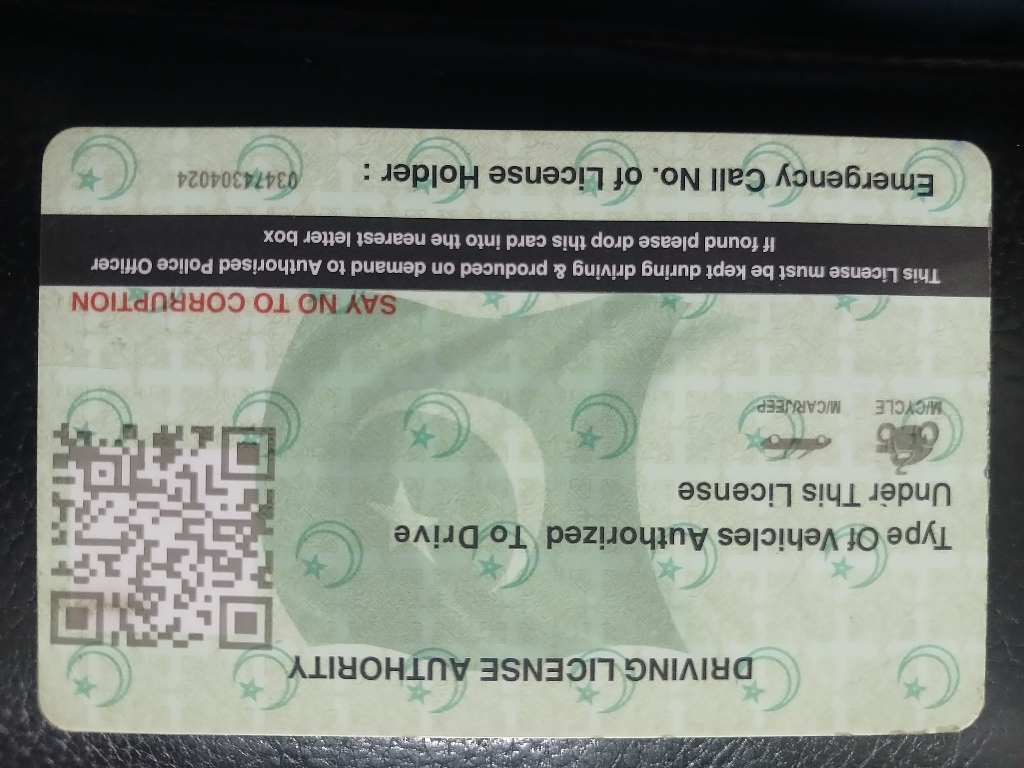 DRIVING LICENSE AUTHORITY
Type Of Vehicles Authorized To Drive
Under This License
M/CYCLE M/CAR/JEEP
SAY NO TO CORRUPTION
This License must be kept during driving & produced on demand to Authorised Police Officer
If found please drop this card into the nearest letter box
Emergency Call No. of License Holder : 03474304024